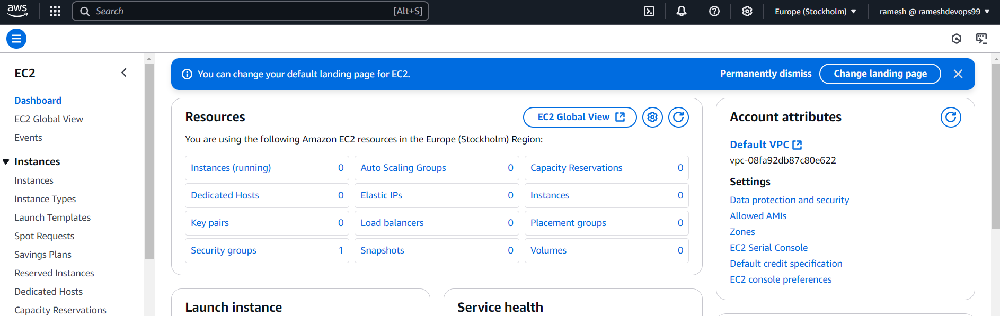 aws
Search [Alt+S]
Europe (Stockholm)
ramesh @ rameshdevops99
EC2
Dashboard
EC2 Global View
Events
Instances
Instances
Instance Types
Launch Templates
Spot Requests
Savings Plans
Reserved Instances
Dedicated Hosts
Capacity Reservations
You can change your default landing page for EC2.
Permanently dismiss
Change landing page
Resources
EC2 Global View
You are using the following Amazon EC2 resources in the Europe (Stockholm) Region:
Instances (running) 0
Auto Scaling Groups 0
Capacity Reservations 0
Dedicated Hosts 0
Elastic IPs 0
Instances 0
Key pairs 0
Load balancers 0
Placement groups 0
Security groups 1
Snapshots 0
Volumes 0
Launch instance
Service health
Account attributes
Default VPC
vpc-08fa92db87c80e622
Settings
Data protection and security
Allowed AMIs
Zones
EC2 Serial Console
Default credit specification
EC2 console preferences